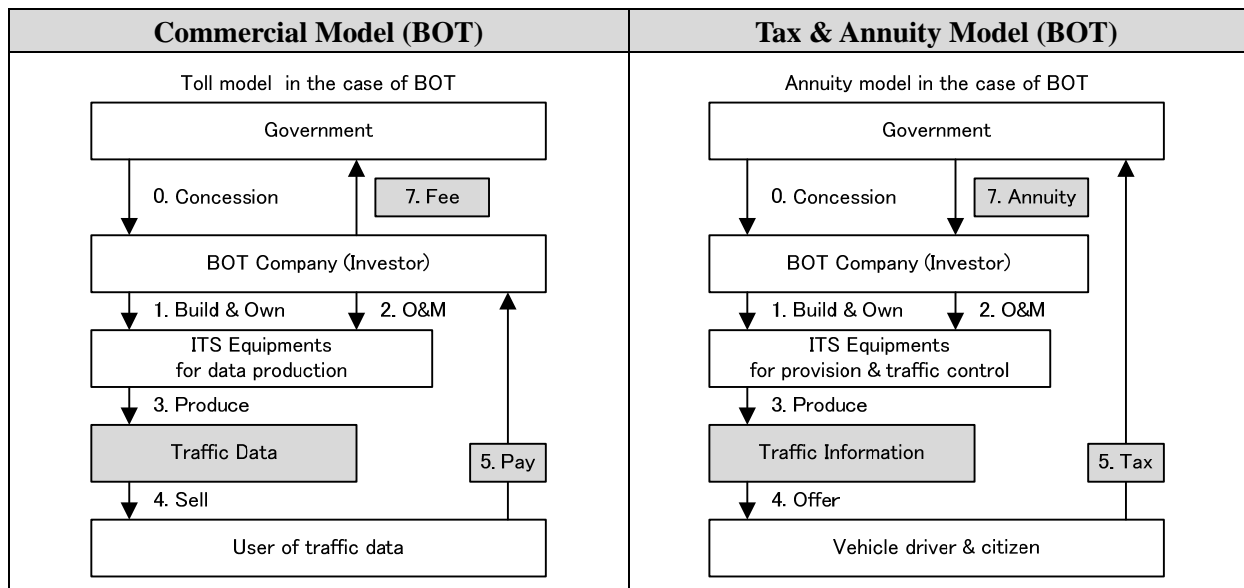 Commercial Model (BOT)
Toll model in the case of BOT
Government
0. Concession
7. Fee
BOT Company (Investor)
1. Build & Own
2. O&M
ITS Equipments
for data production
3. Produce
Traffic Data
5. Pay
4. Sell
User of traffic data
Tax & Annuity Model (BOT)
Annuity model in the case of BOT
Government
0. Concession
7. Annuity
BOT Company (Investor)
1. Build & Own
2. O&M
ITS Equipments
for provision & traffic control
3. Produce
Traffic Information
5. Tax
4. Offer
Vehicle driver & citizen